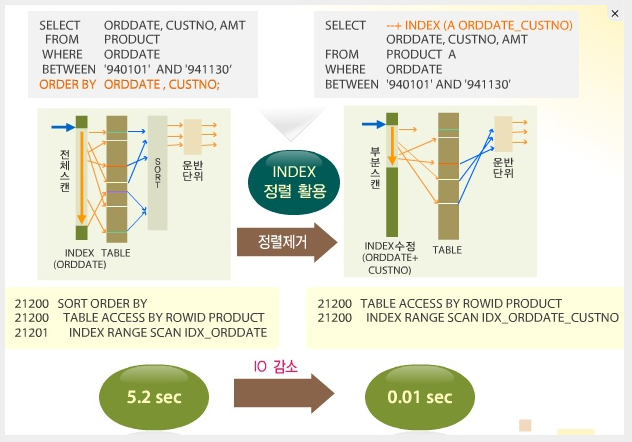 SELECT ORDDATE, CUSTNO, AMT
FROM PRODUCT
WHERE ORDDATE
BETWEEN '940101' AND '941130'
ORDER BY ORDDATE , CUSTNO;
SELECT --+ INDEX (A ORDDATE_CUSTNO)
ORDDATE, CUSTNO, AMT
FROM PRODUCT A
WHERE ORDDATE
BETWEEN '940101' AND '941130'
×
전체스캔
SORT
운반
단위
INDEX TABLE
(ORDDATE)
INDEX
정렬 활용
정렬제거
부분스캔
운반
단위
INDEX수정 TABLE
(ORDDATE+
CUSTNO)
21200 SORT ORDER BY
21200 TABLE ACCESS BY ROWID PRODUCT
21201 INDEX RANGE SCAN IDX_ORDDATE
21200 TABLE ACCESS BY ROWID PRODUCT
21200 INDEX RANGE SCAN IDX_ORDDATE_CUSTNO
5.2 sec
IO 감소
0.01 sec